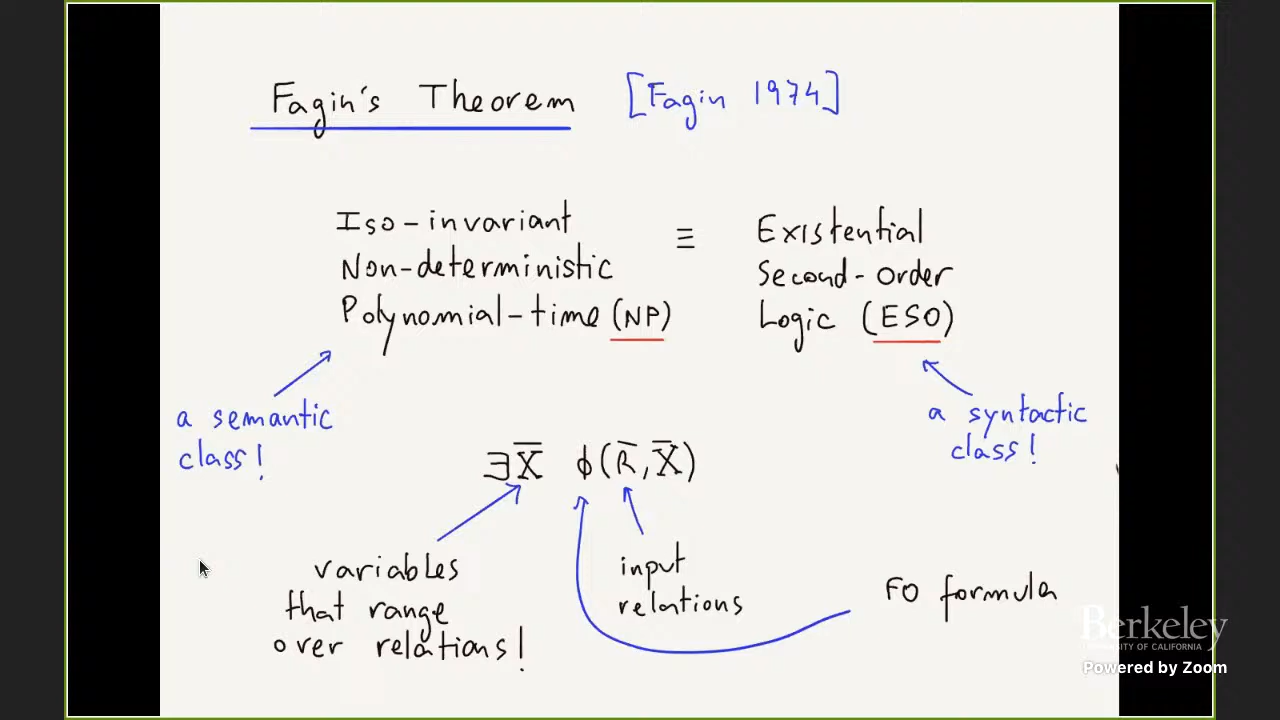 Fagin's Theorem [Fagin 1974]
Iso-invariant
Non-deterministic
Polynomial-time (NP)
≡
Existential
Second-order
Logic (ESO)
a semantic
class!
a syntactic
class!
∃X̅ ϕ(R̅, X̅)
variables
that range
over relations!
input
relations
FO formula
Berkeley
UNIVERSITY OF CALIFORNIA
Powered by Zoom